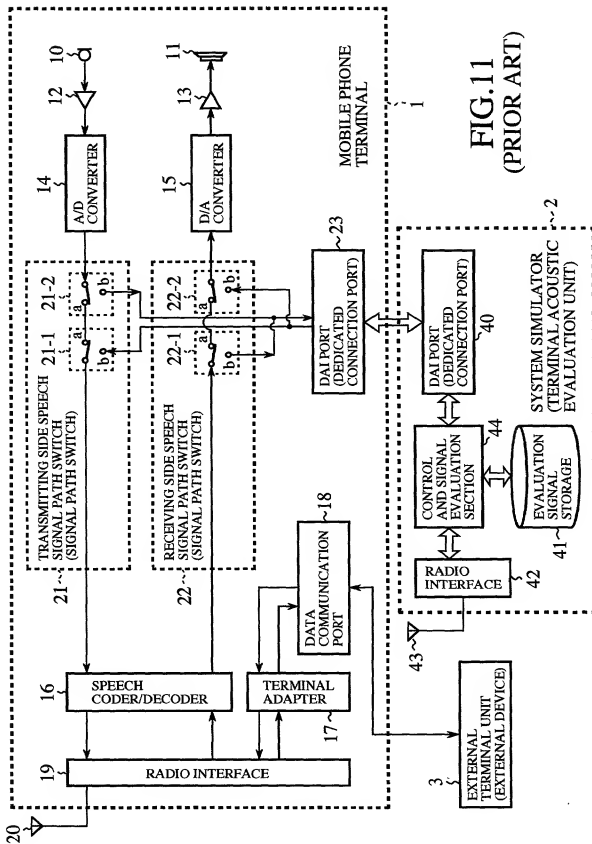 10
11
12
13
A/D
CONVERTER
14
D/A
CONVERTER
15
MOBILE PHONE
TERMINAL
1
21-2
a
b
21-1
a
b
22-2
a
b
22-1
a
b
TRANSMITTING SIDE SPEECH
SIGNAL PATH SWITCH
(SIGNAL PATH SWITCH)
21
RECEIVING SIDE SPEECH
SIGNAL PATH SWITCH
(SIGNAL PATH SWITCH)
22
DAI PORT
(DEDICATED
CONNECTION PORT)
23
16
SPEECH
CODER/DECODER
TERMINAL
ADAPTER
17
DATA
COMMUNICATION
PORT
18
19
RADIO INTERFACE
20
FIG.11
(PRIOR ART)
2
DAI PORT
(DEDICATED
CONNECTION PORT)
40
SYSTEM SIMULATOR
(TERMINAL ACOUSTIC
EVALUATION UNIT)
CONTROL
AND SIGNAL
EVALUATION
SECTION
44
EVALUATION
SIGNAL
STORAGE
41
RADIO
INTERFACE
42
43
3
EXTERNAL
TERMINAL UNIT
(EXTERNAL DEVICE)